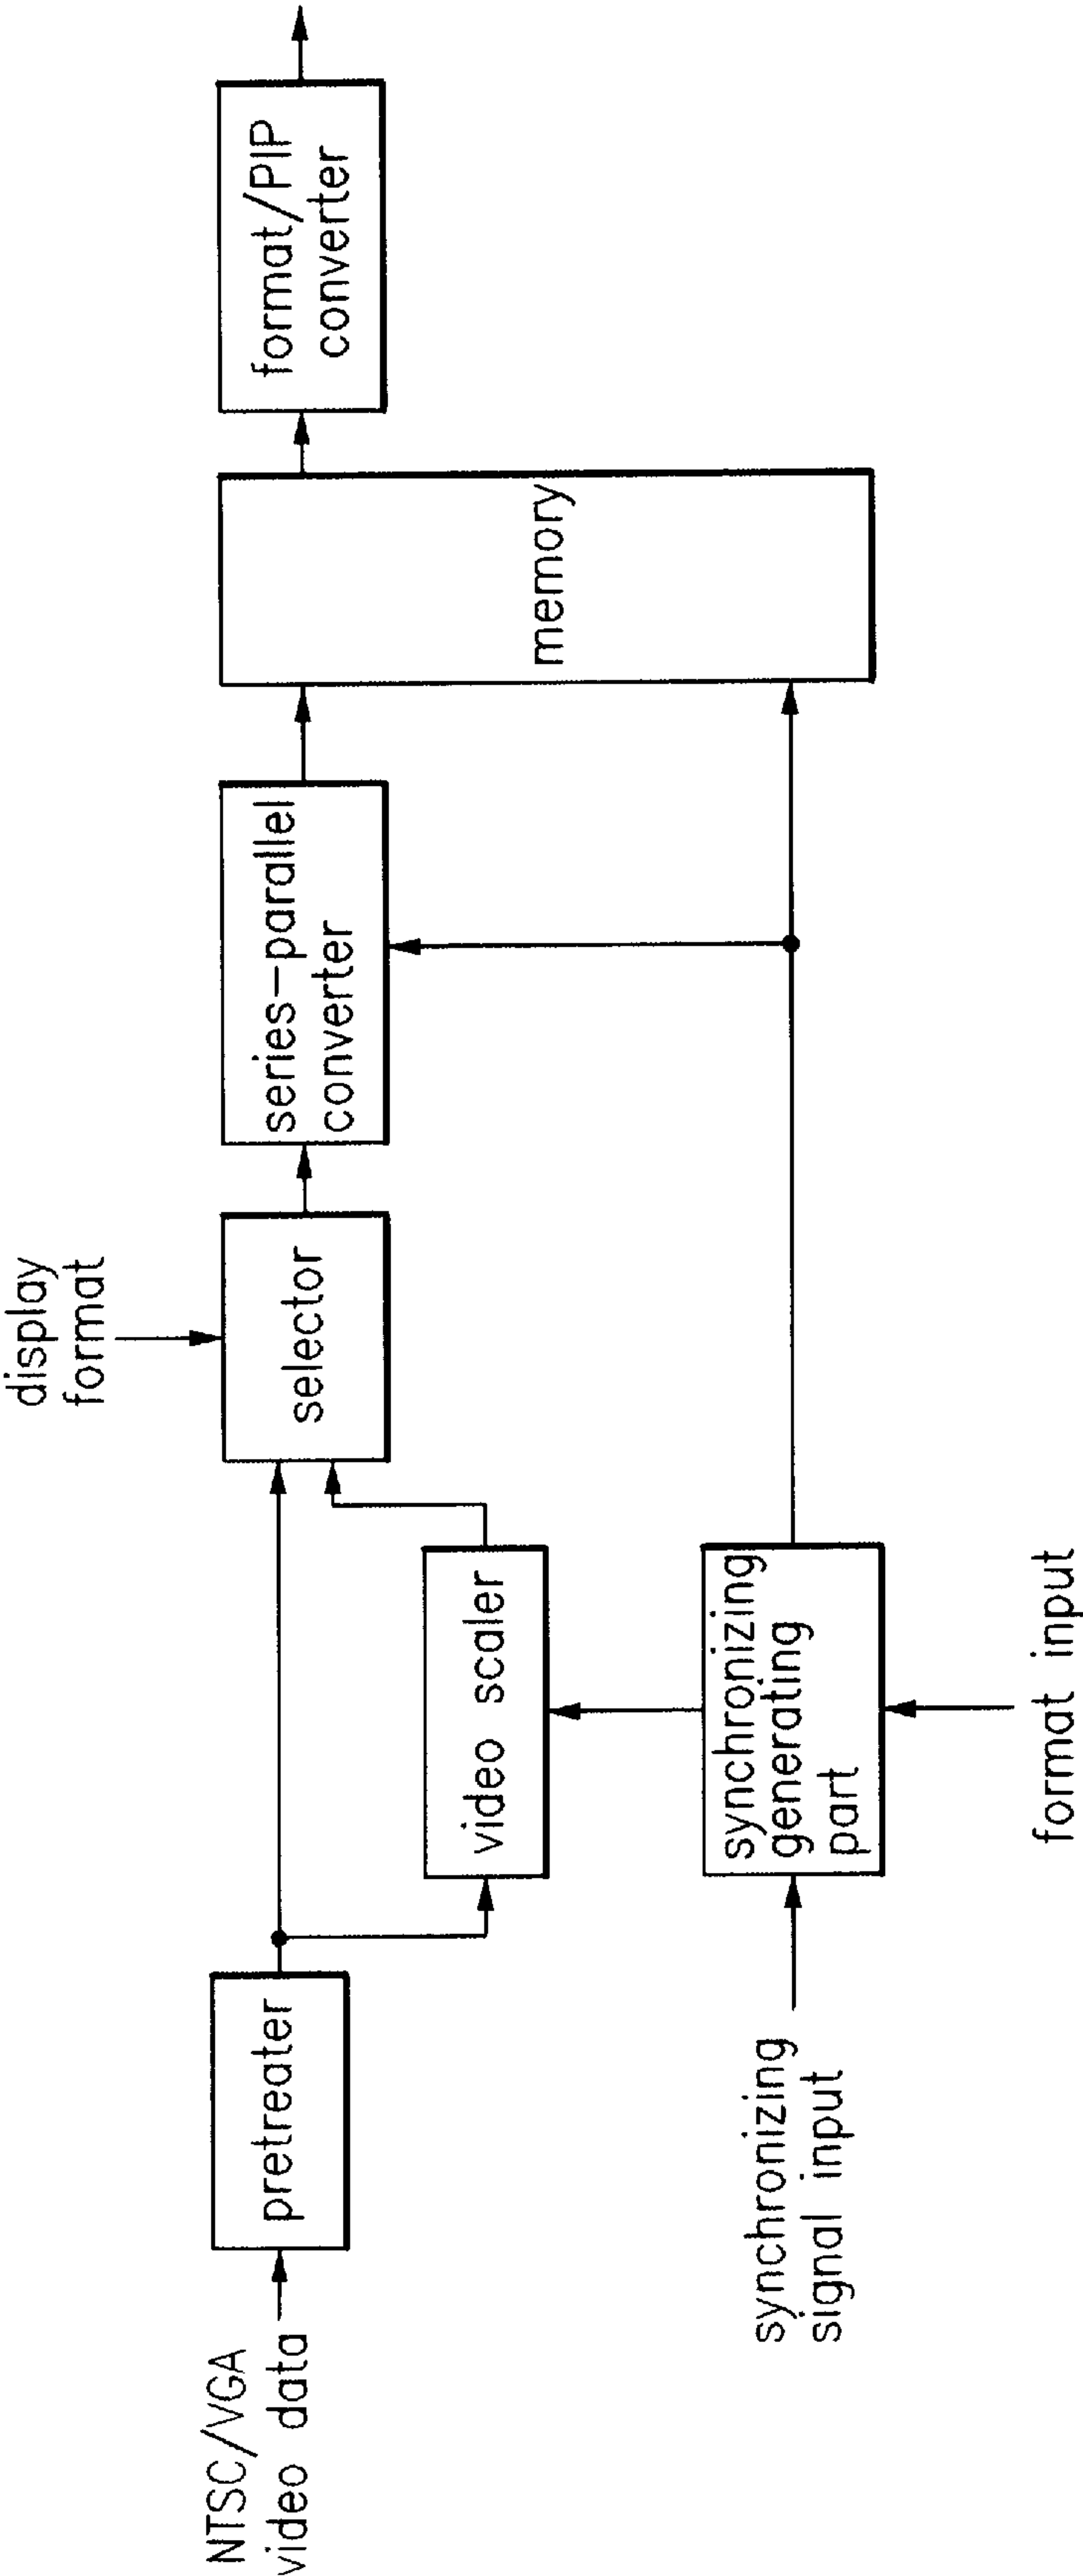 NTSC/VGA
video data
pretreater
video scaler
display
format
selector
series-parallel
converter
memory
format/PIP
converter
synchronizing
signal input
synchronizing
generating
part
format input